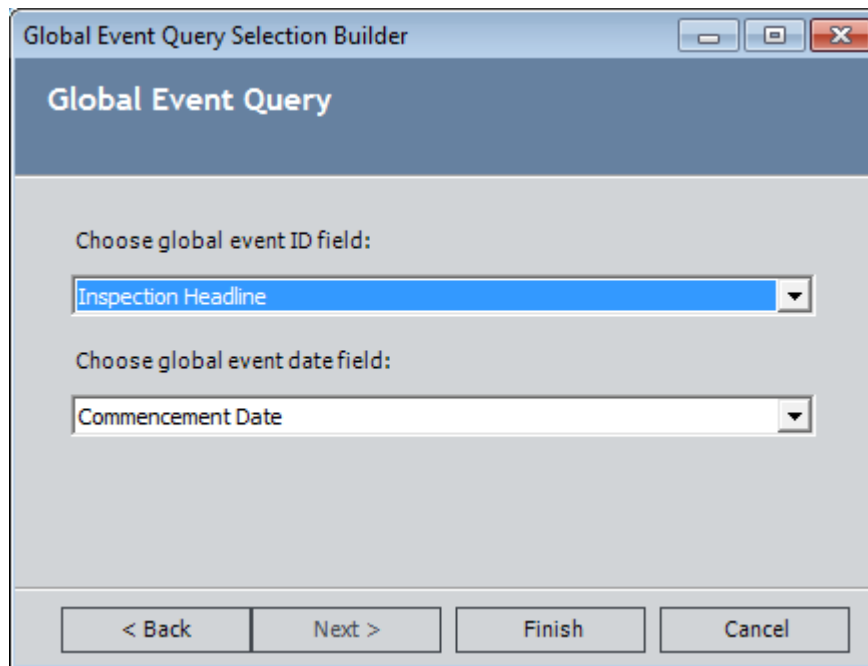 Global Event Query Selection Builder
Global Event Query
Choose global event ID field:
Inspection Headline
Choose global event date field:
Commencement Date
< Back Next > Finish Cancel